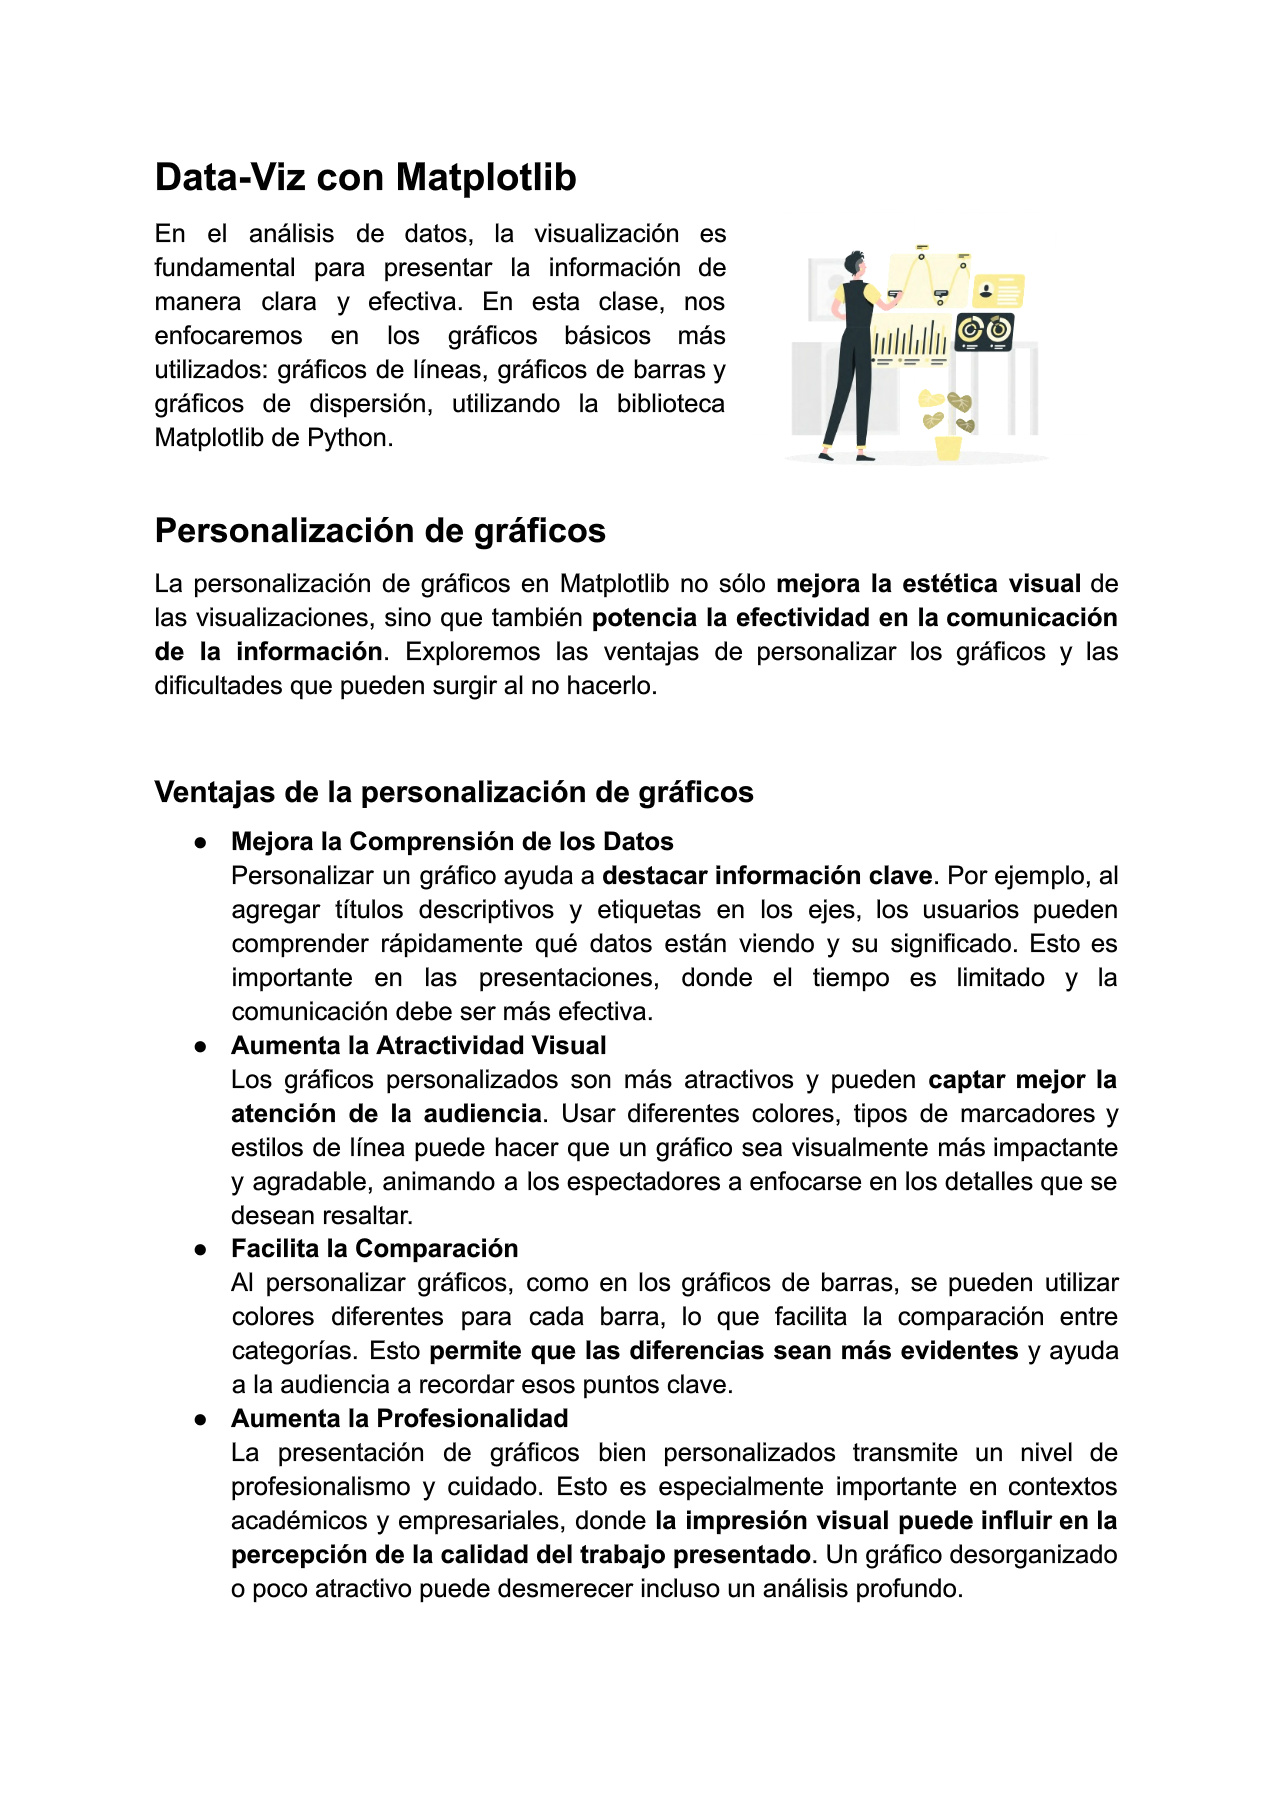 Data-Viz con Matplotlib
En el análisis de datos, la visualización es
fundamental para presentar la información de
manera clara y efectiva. En esta clase, nos
enfocaremos en los gráficos básicos más
utilizados: gráficos de líneas, gráficos de barras y
gráficos de dispersión, utilizando la biblioteca
Matplotlib de Python.
Personalización de gráficos
La personalización de gráficos en Matplotlib no sólo mejora la estética visual de
las visualizaciones, sino que también potencia la efectividad en la comunicación
de la información. Exploremos las ventajas de personalizar los gráficos y las
dificultades que pueden surgir al no hacerlo.
Ventajas de la personalización de gráficos
● Mejora la Comprensión de los Datos
Personalizar un gráfico ayuda a destacar información clave. Por ejemplo, al
agregar títulos descriptivos y etiquetas en los ejes, los usuarios pueden
comprender rápidamente qué datos están viendo y su significado. Esto es
importante en las presentaciones, donde el tiempo es limitado y la
comunicación debe ser más efectiva.
● Aumenta la Atractividad Visual
Los gráficos personalizados son más atractivos y pueden captar mejor la
atención de la audiencia. Usar diferentes colores, tipos de marcadores y
estilos de línea puede hacer que un gráfico sea visualmente más impactante
y agradable, animando a los espectadores a enfocarse en los detalles que se
desean resaltar.
● Facilita la Comparación
Al personalizar gráficos, como en los gráficos de barras, se pueden utilizar
colores diferentes para cada barra, lo que facilita la comparación entre
categorías. Esto permite que las diferencias sean más evidentes y ayuda
a la audiencia a recordar esos puntos clave.
● Aumenta la Profesionalidad
La presentación de gráficos bien personalizados transmite un nivel de
profesionalismo y cuidado. Esto es especialmente importante en contextos
académicos y empresariales, donde la impresión visual puede influir en la
percepción de la calidad del trabajo presentado. Un gráfico desorganizado
o poco atractivo puede desmerecer incluso un análisis profundo.